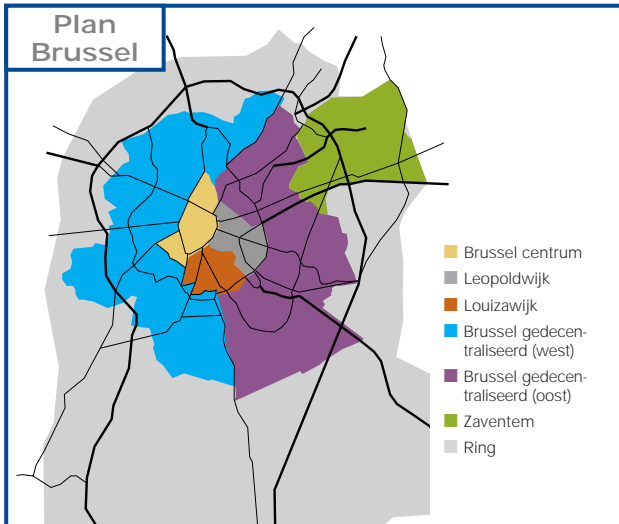 Plan
Brussel
Brussel centrum
Leopoldwijk
Louizawijk
Brussel gedecen-
traliseerd (west)
Brussel gedecen-
traliseerd (oost)
Zaventem
Ring